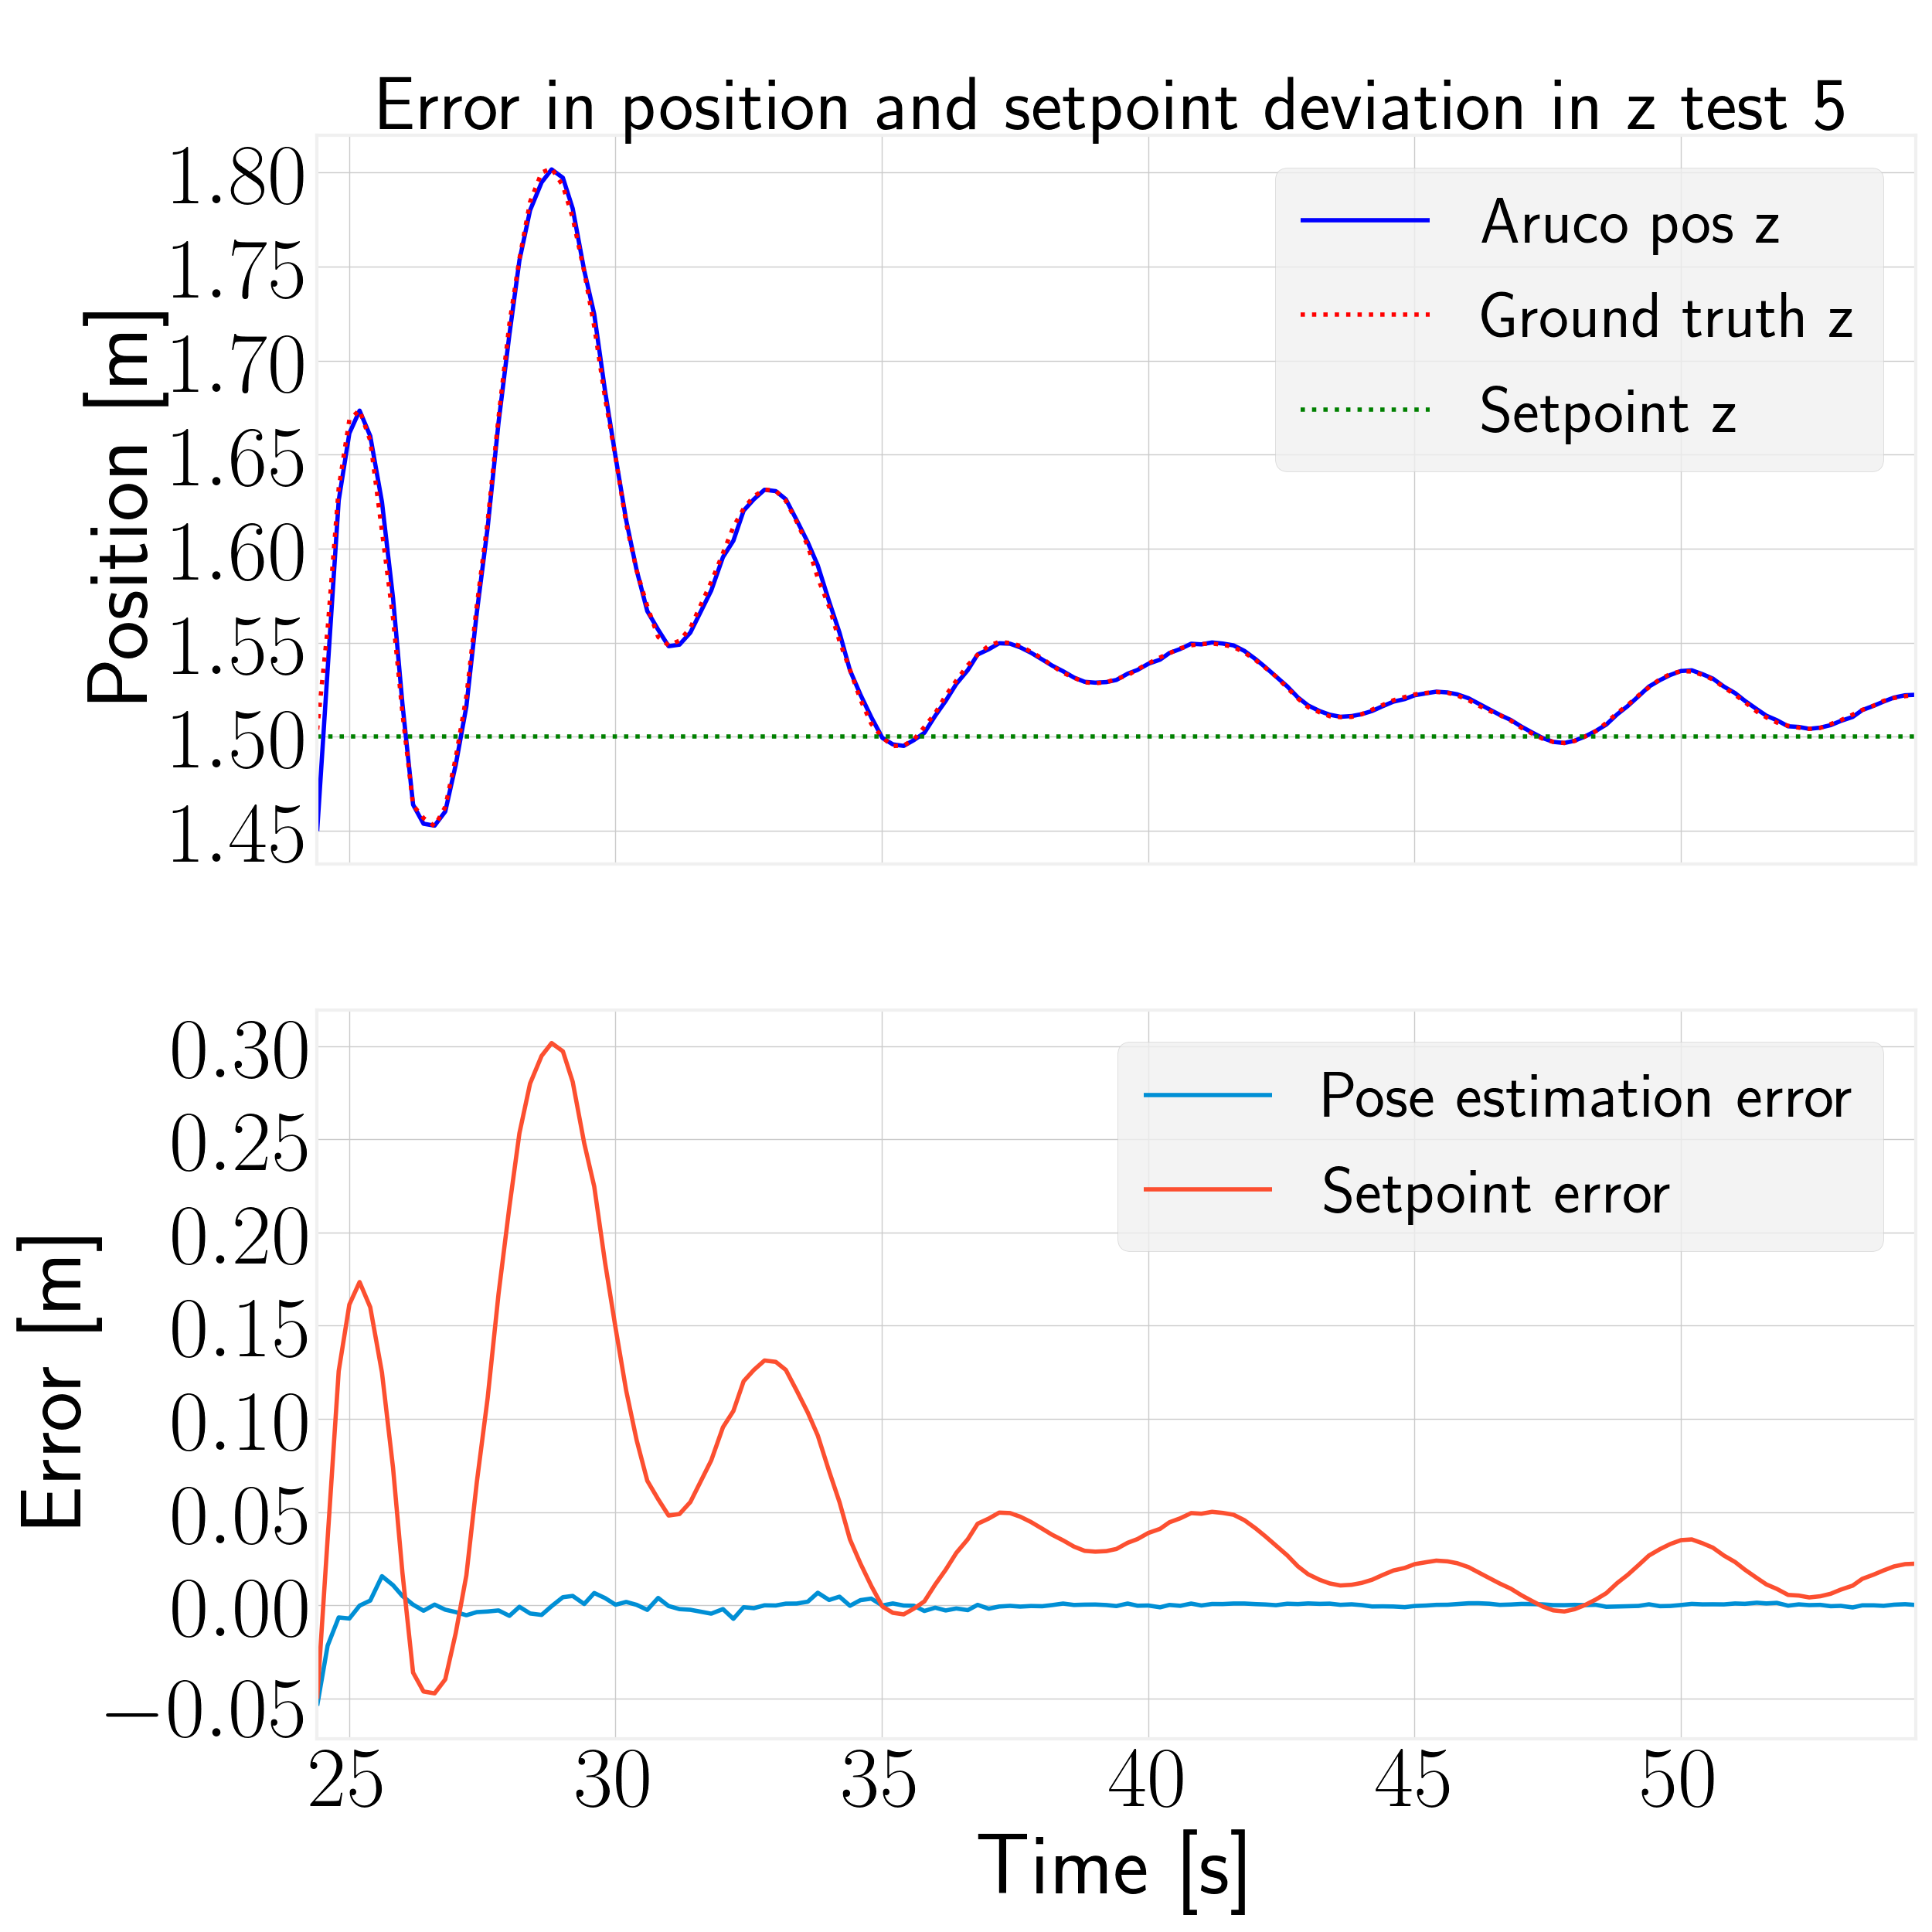 Error in position and setpoint deviation in z test 5
Position [m]
1.80
1.75
1.70
1.65
1.60
1.55
1.50
1.45
Aruco pos z
Ground truth z
Setpoint z
Error [m]
0.30
0.25
0.20
0.15
0.10
0.05
0.00
−0.05
Pose estimation error
Setpoint error
25 30 35 40 45 50
Time [s]